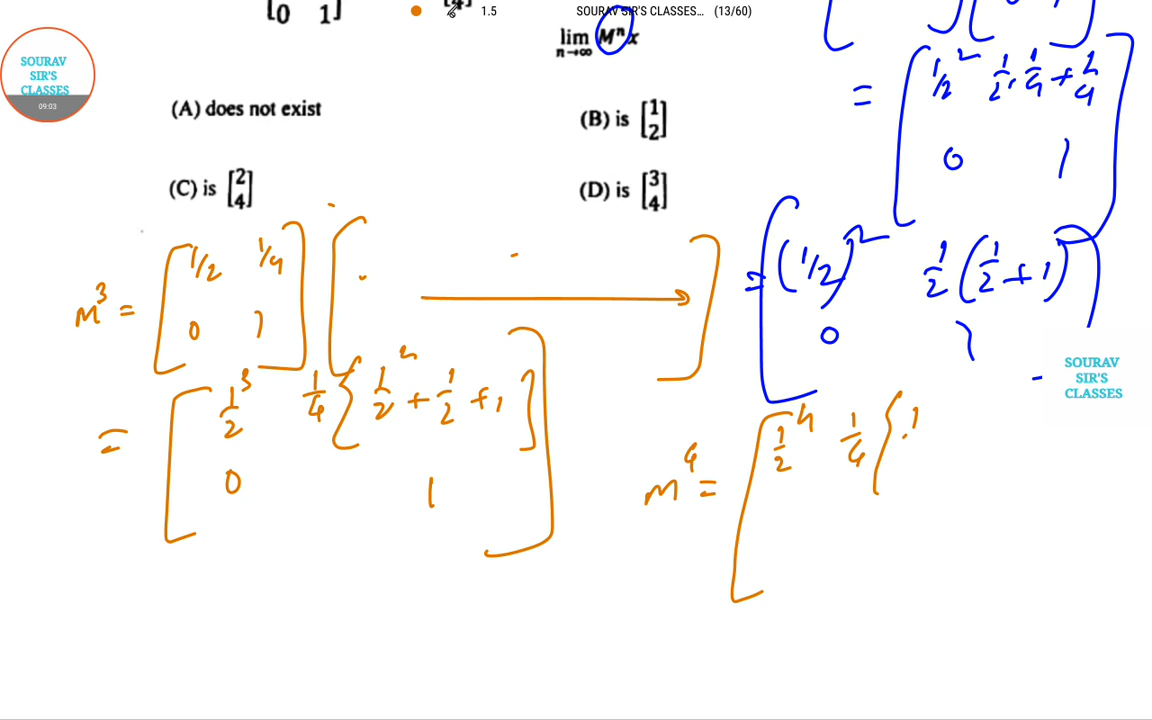 [0 1] 1.5 SOURAV SIR'S CLASSES... (13/60)
lim Mⁿx
n→∞
SOURAV
SIR'S
CLASSES
09:03
(A) does not exist
(B) is [1 2]
(C) is [2 4]
(D) is [3 4]
= [ 1/2² 1/2 . 1/4 + 1/4
0 1 ]
= [ (1/2)² 1/2 (1/2 + 1)
0 1 ]
m³ = [ 1/2 1/4
0 1 ] [ ]
= [ 1/2³ 1/4 { 1/2² + 1/2 + 1 }
0 1 ]
SOURAV
SIR'S
CLASSES
m⁴ = [ 1/2⁴ 1/4 {